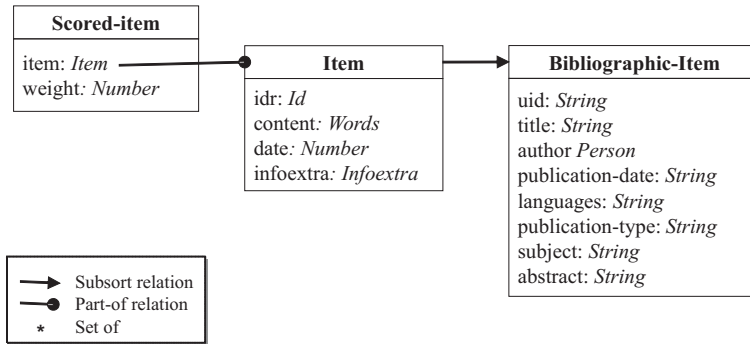 Scored-item
item: Item
weight: Number
Item
idr: Id
content: Words
date: Number
infoextra: Infoextra
Bibliographic-Item
uid: String
title: String
author Person
publication-date: String
languages: String
publication-type: String
subject: String
abstract: String
Subsort relation
Part-of relation
* Set of